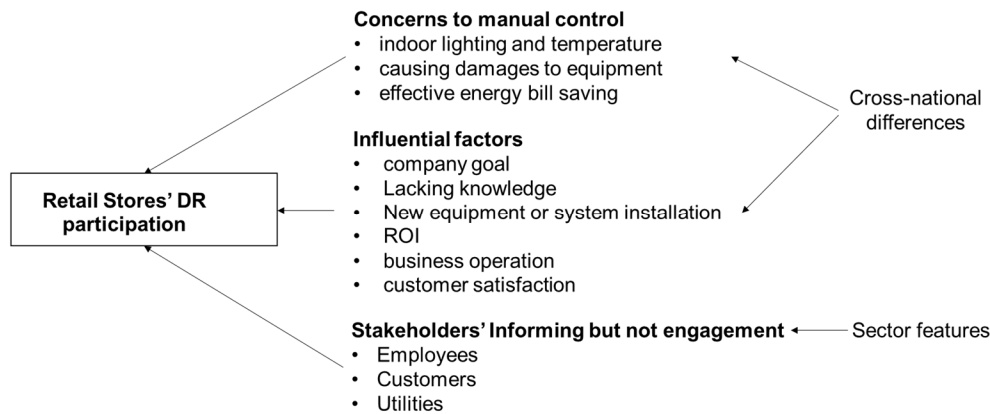 Concerns to manual control
• indoor lighting and temperature
• causing damages to equipment
• effective energy bill saving
Cross-national
differences
Influential factors
• company goal
• Lacking knowledge
• New equipment or system installation
• ROI
• business operation
• customer satisfaction
Retail Stores’ DR
participation
Stakeholders’ Informing but not engagement
• Employees
• Customers
• Utilities
Sector features